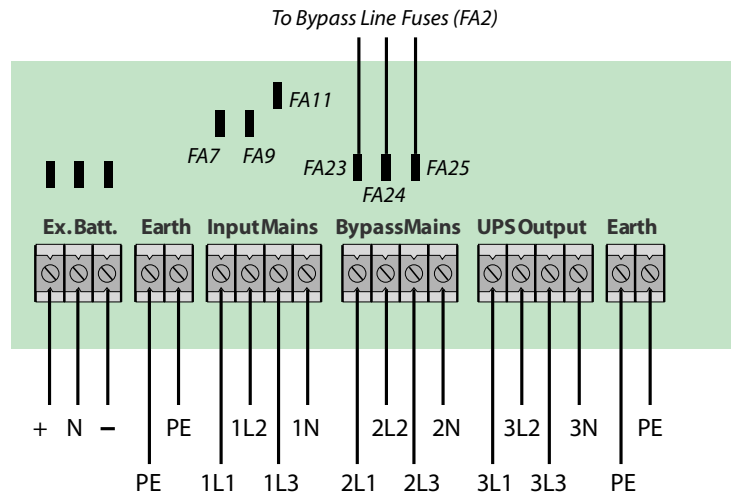 To Bypass Line Fuses (FA2)
FA11
FA7 FA9
FA23 FA25
FA24
Ex. Batt. Earth Input Mains Bypass Mains UPS Output Earth
+ N – PE 1L2 1N 2L2 2N 3L2 3N PE
PE 1L1 1L3 2L1 2L3 3L1 3L3 PE